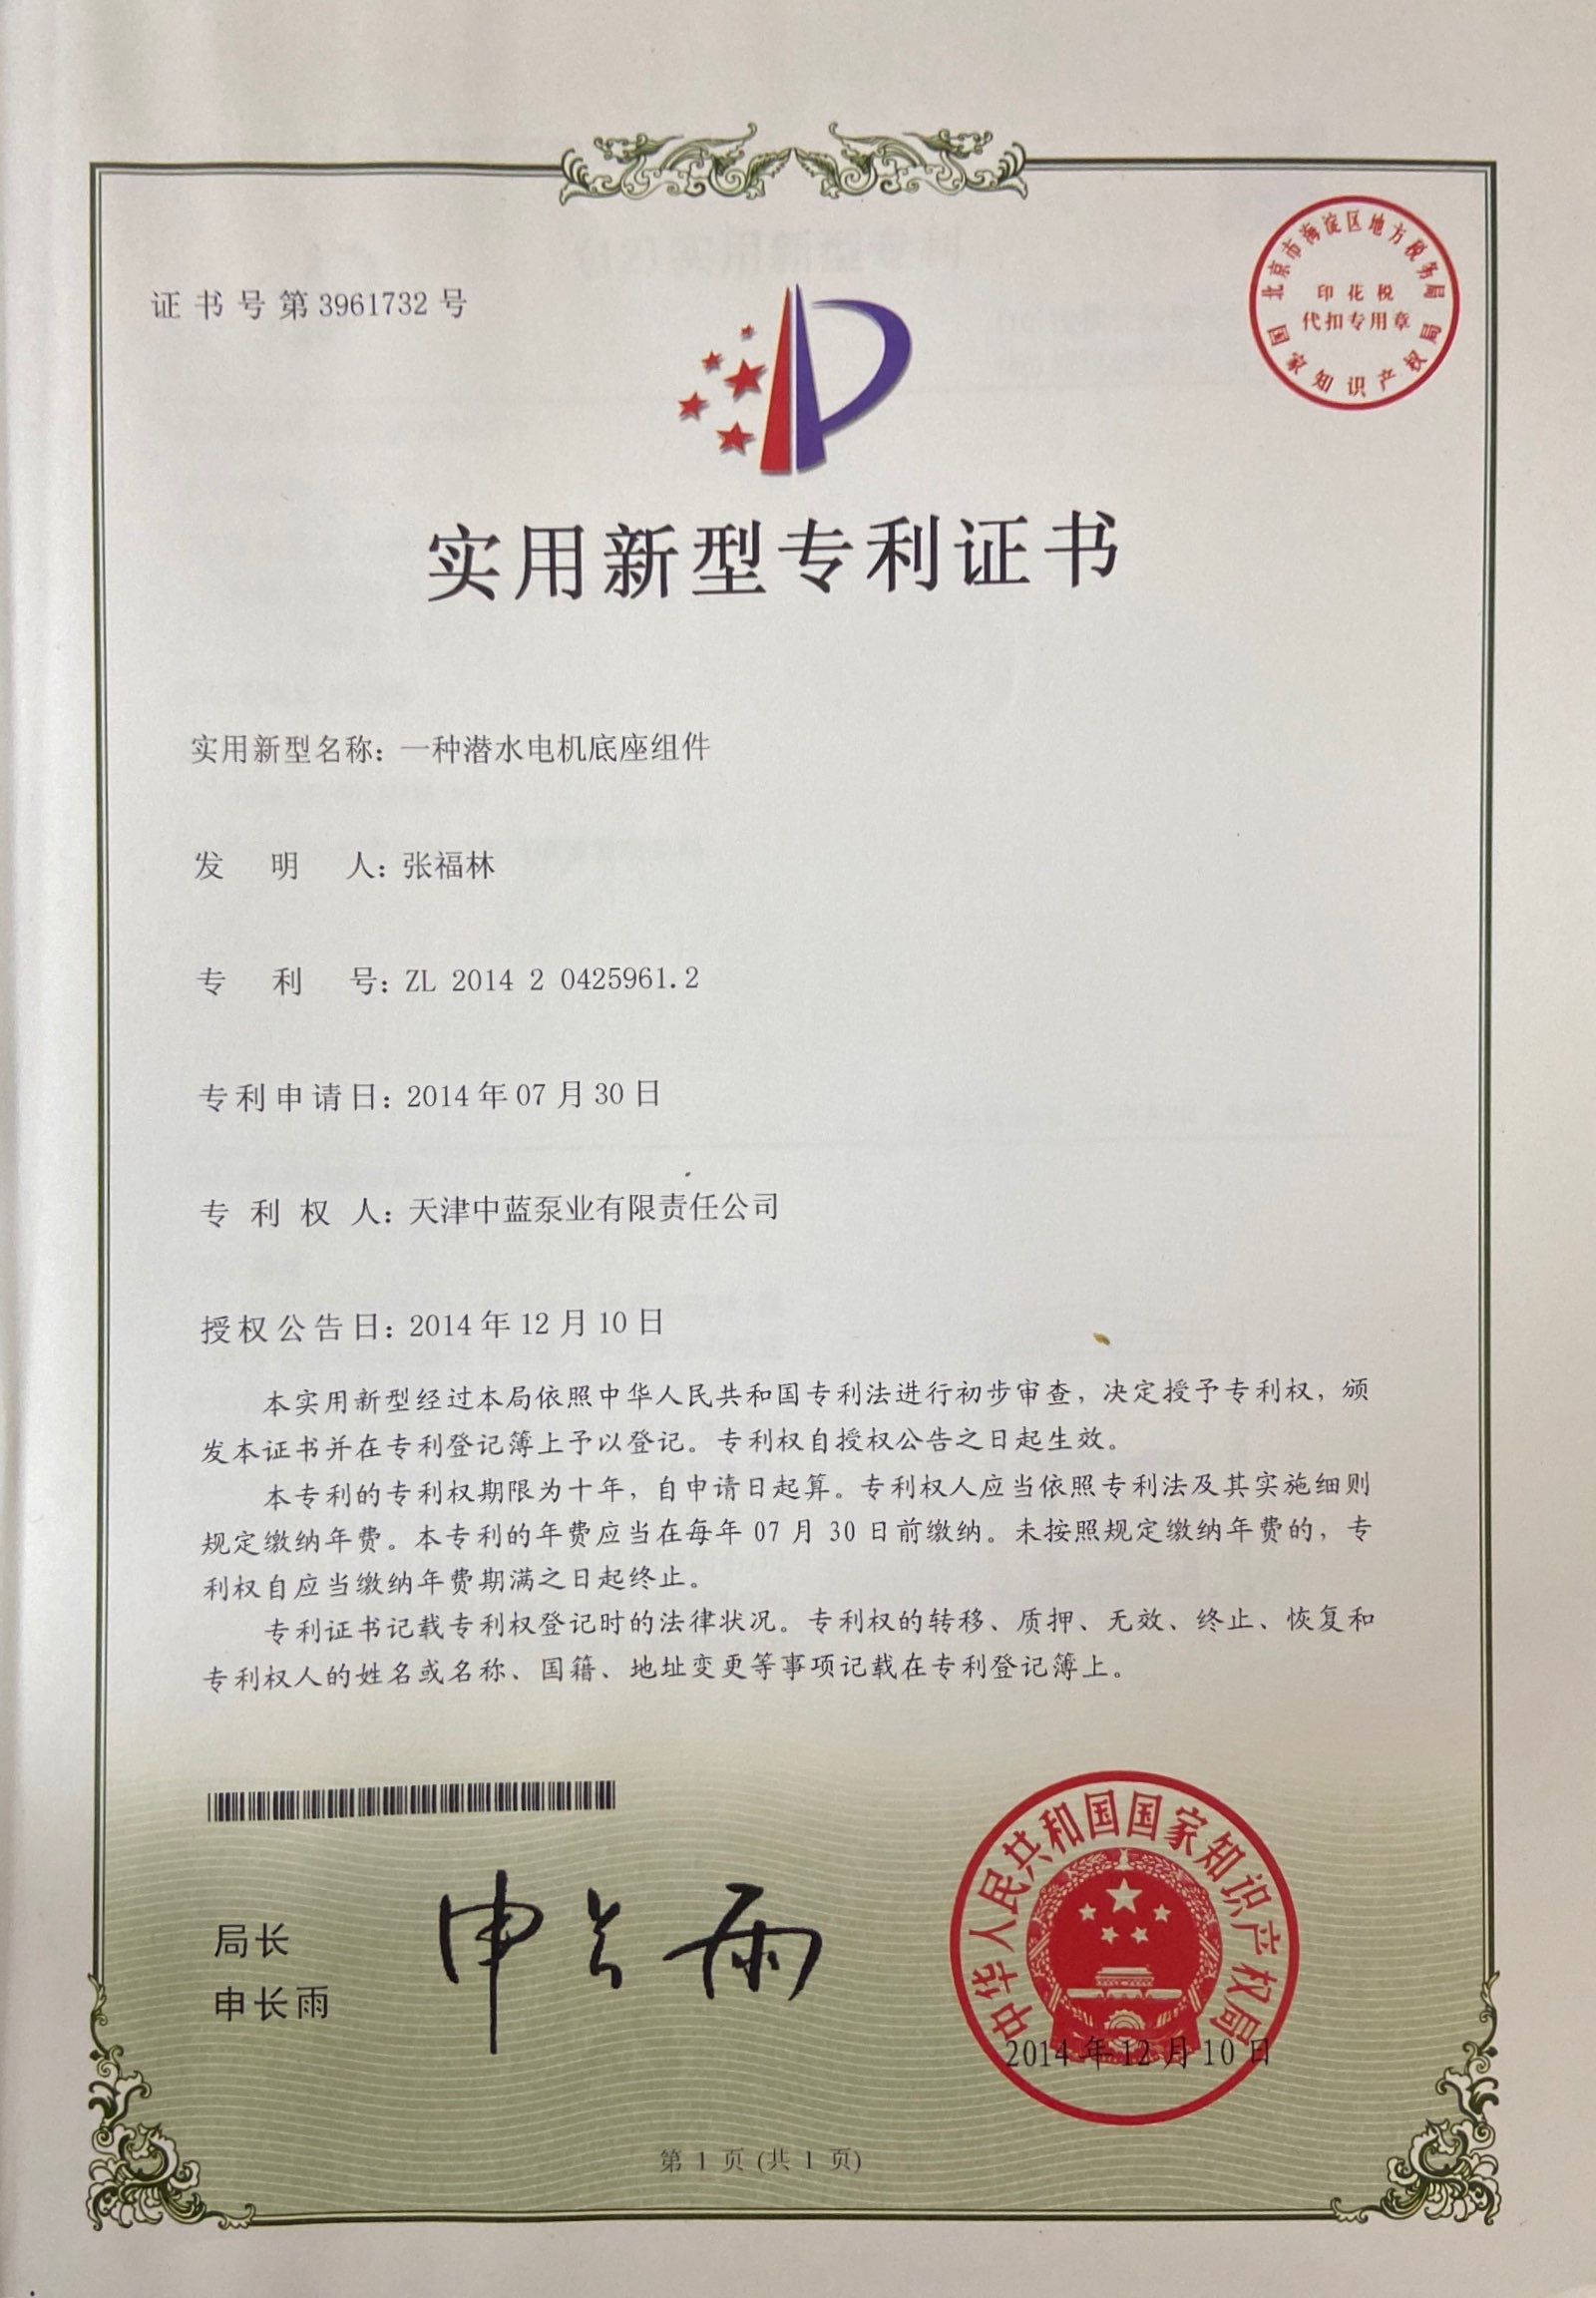 证书号第3961732号
北京市海淀区地方税务局
印花税
代扣专用章
国家知识产权局
实用新型专利证书
实用新型名称：一种潜水电机底座组件
发明人：张福林
专利号：ZL 2014 2 0425961.2
专利申请日：2014年07月30日
专利权人：天津中蓝泵业有限责任公司
授权公告日：2014年12月10日
本实用新型经过本局依照中华人民共和国专利法进行初步审查，决定授予专利权，颁
发本证书并在专利登记簿上予以登记。专利权自授权公告之日起生效。
本专利的专利权期限为十年，自申请日起算。专利权人应当依照专利法及其实施细则
规定缴纳年费。本专利的年费应当在每年07月30日前缴纳。未按照规定缴纳年费的，专
利权自应当缴纳年费期满之日起终止。
专利证书记载专利权登记时的法律状况。专利权的转移、质押、无效、终止、恢复和
专利权人的姓名或名称、国籍、地址变更等事项记载在专利登记簿上。
局长
申长雨
申长雨
中华人民共和国国家知识产权局
2014年12月10日
第1页(共1页)